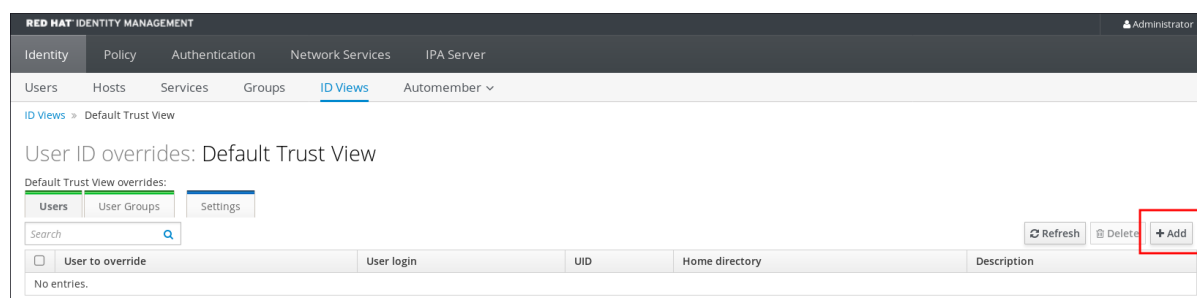 RED HAT IDENTITY MANAGEMENT Administrator
Identity Policy Authentication Network Services IPA Server
Users Hosts Services Groups ID Views Automember
ID Views » Default Trust View
User ID overrides: Default Trust View
Default Trust View overrides:
Users User Groups Settings
Search Refresh Delete + Add
User to override User login UID Home directory Description
No entries.